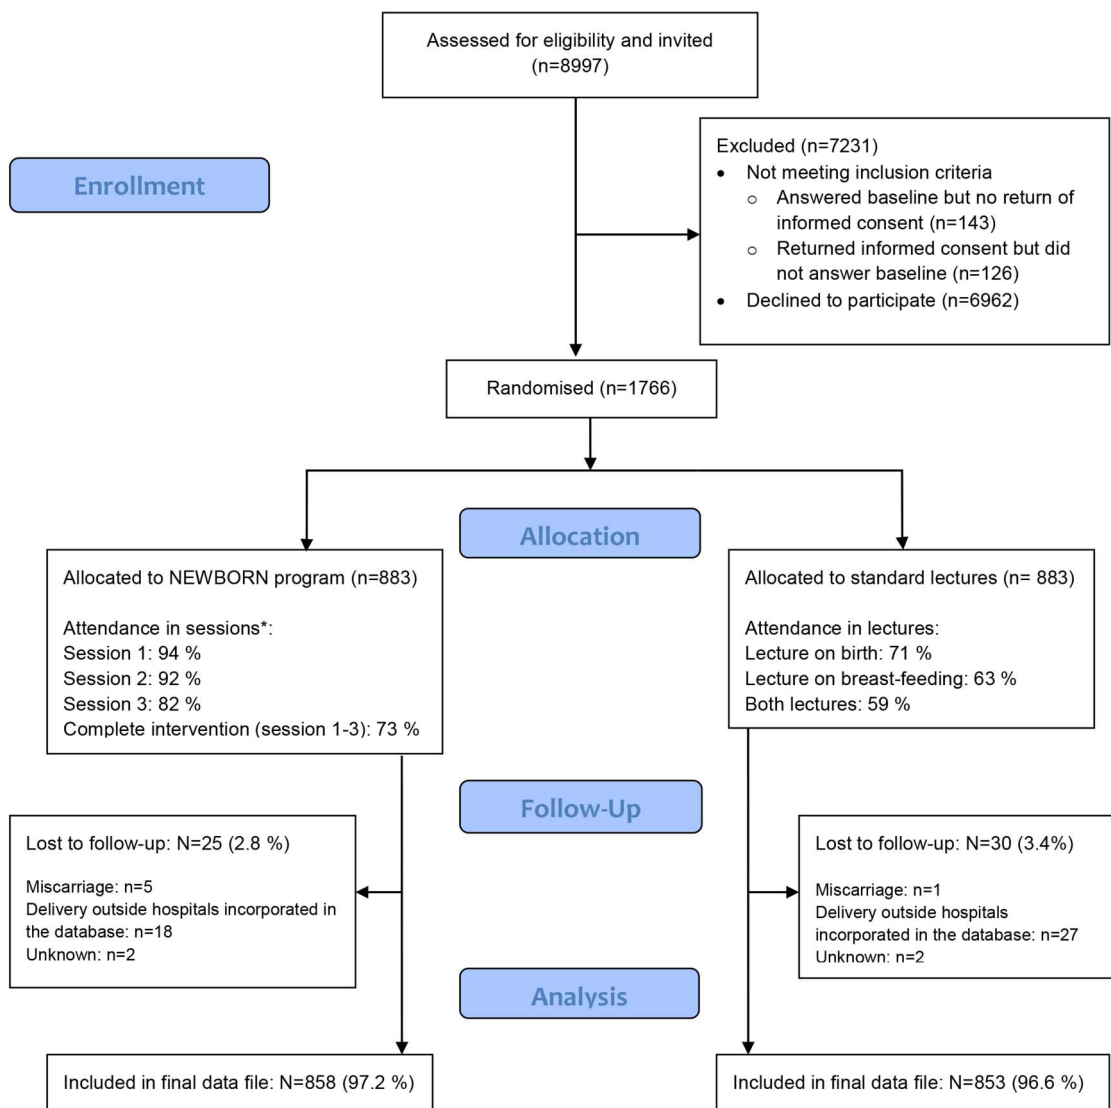 Assessed for eligibility and invited
(n=8997)
Enrollment
Excluded (n=7231)
• Not meeting inclusion criteria
o Answered baseline but no return of
informed consent (n=143)
o Returned informed consent but did
not answer baseline (n=126)
• Declined to participate (n=6962)
Randomised (n=1766)
Allocation
Allocated to NEWBORN program (n=883)
Attendance in sessions*:
Session 1: 94 %
Session 2: 92 %
Session 3: 82 %
Complete intervention (session 1-3): 73 %
Allocated to standard lectures (n= 883)
Attendance in lectures:
Lecture on birth: 71 %
Lecture on breast-feeding: 63 %
Both lectures: 59 %
Follow-Up
Lost to follow-up: N=25 (2.8 %)
Miscarriage: n=5
Delivery outside hospitals incorporated in
the database: n=18
Unknown: n=2
Lost to follow-up: N=30 (3.4%)
Miscarriage: n=1
Delivery outside hospitals
incorporated in the database: n=27
Unknown: n=2
Analysis
Included in final data file: N=858 (97.2 %)
Included in final data file: N=853 (96.6 %)